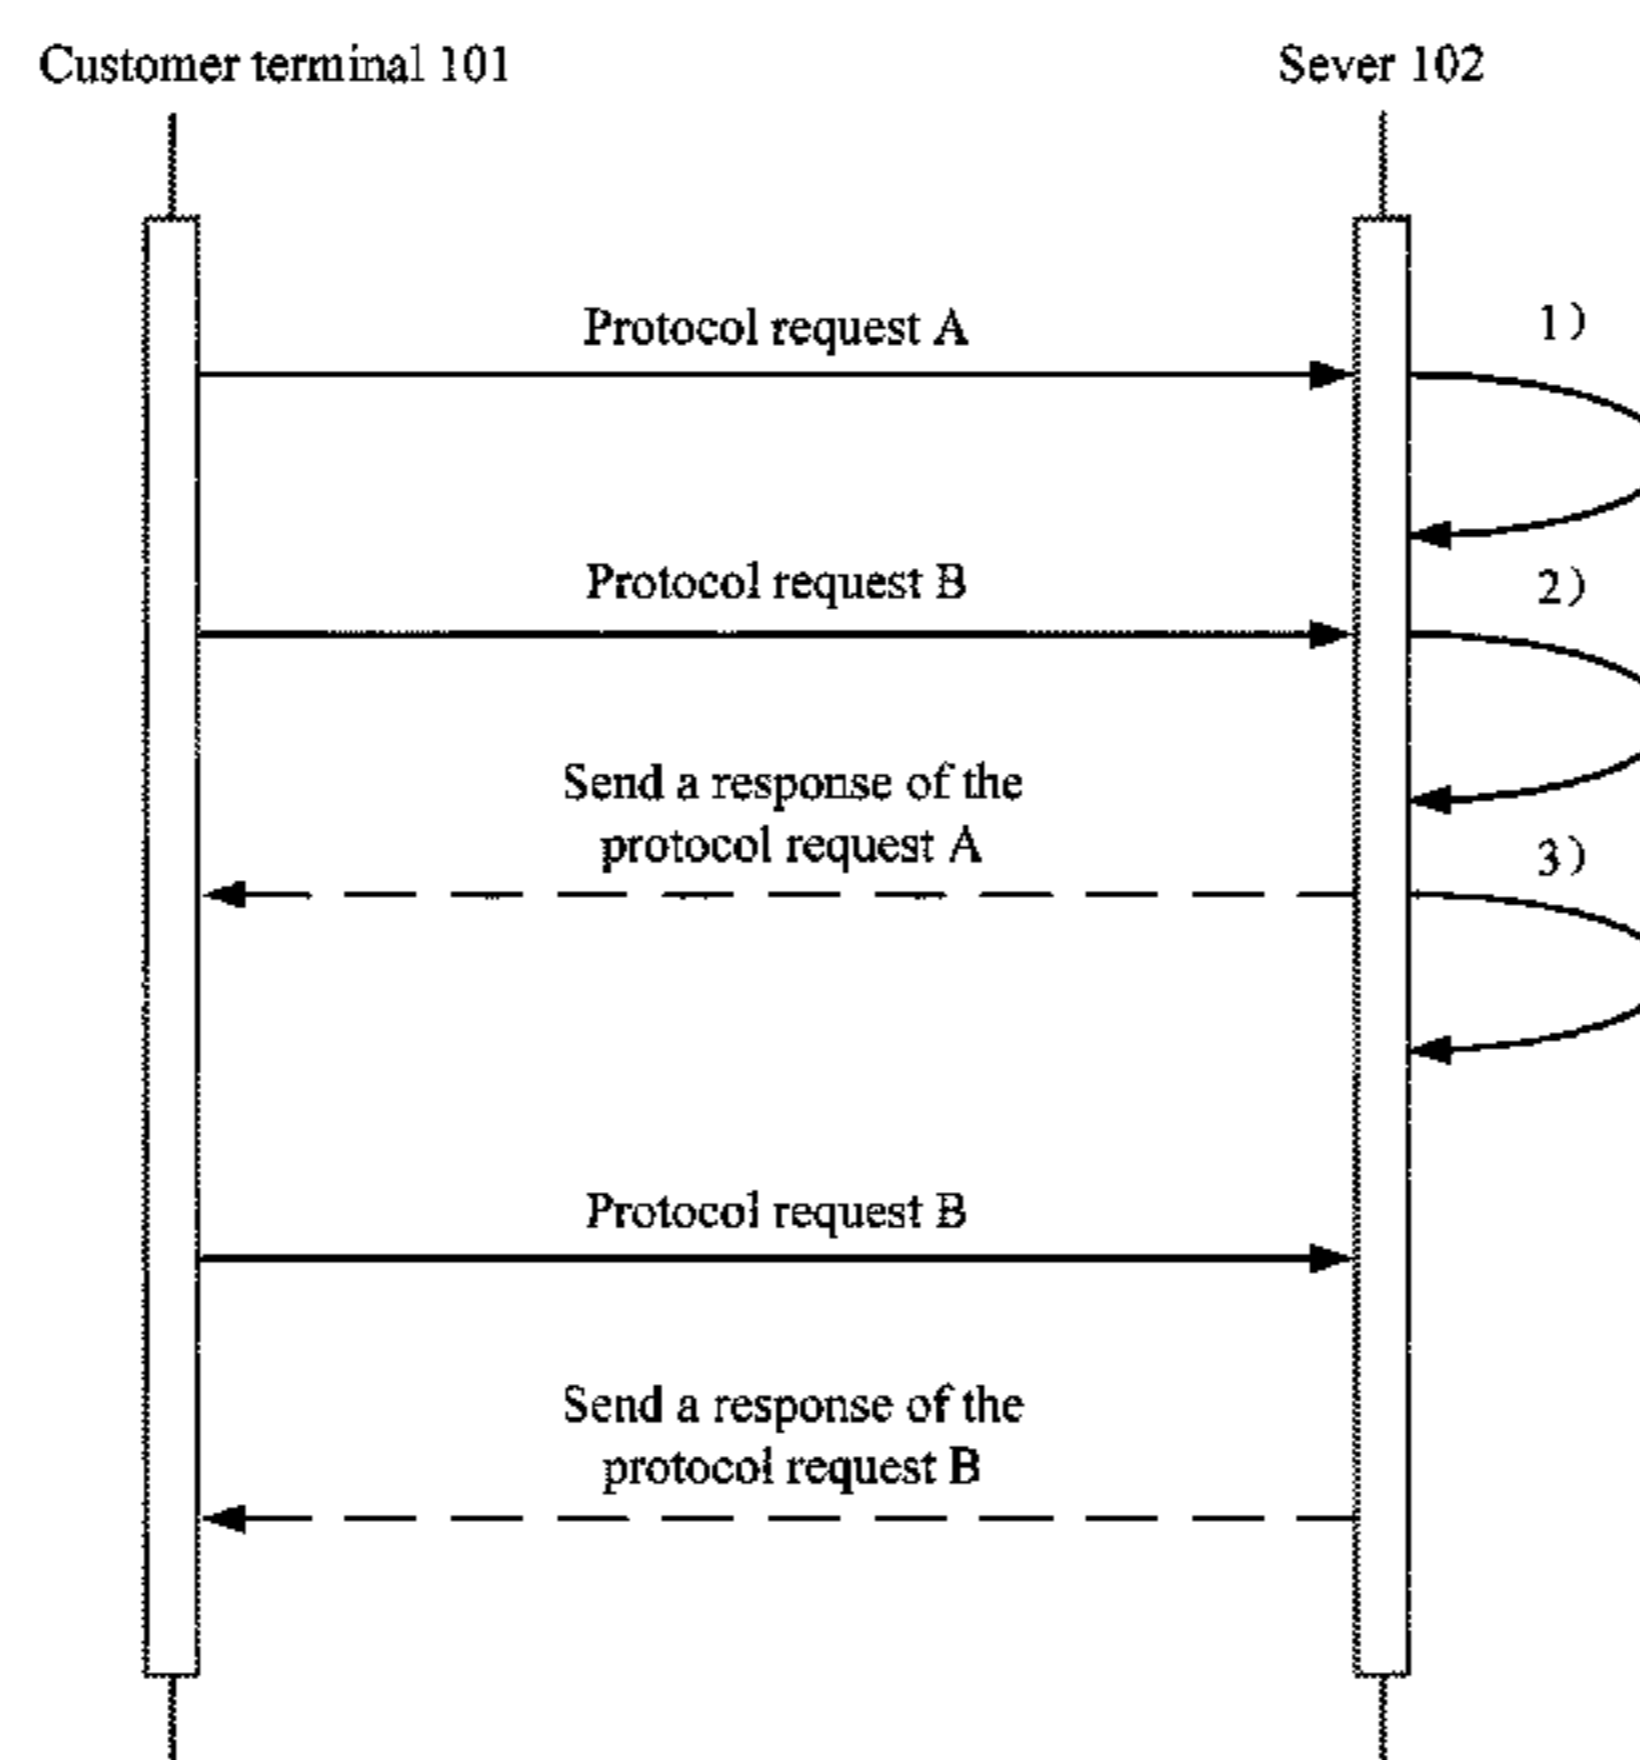 Customer terminal 101
Sever 102
Protocol request A
1)
Protocol request B
2)
Send a response of the
protocol request A
3)
Protocol request B
Send a response of the
protocol request B